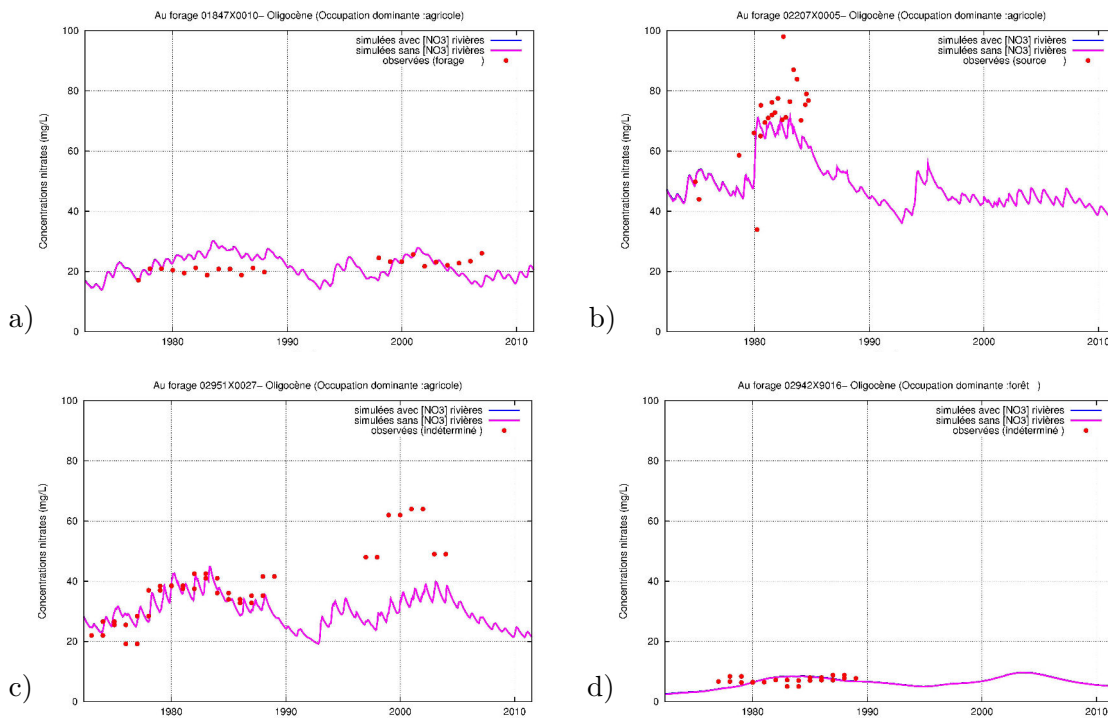 Au forage 01847X0010– Oligocène (Occupation dominante :agricole)
simulées avec [NO3] rivières
simulées sans [NO3] rivières
observées (forage )
Concentrations nitrates (mg/L)
100
80
60
40
20
0
1980
1990
2000
2010
a)
Au forage 02207X0005– Oligocène (Occupation dominante :agricole)
simulées avec [NO3] rivières
simulées sans [NO3] rivières
observées (source )
Concentrations nitrates (mg/L)
100
80
60
40
20
0
1980
1990
2000
2010
b)
Au forage 02951X0027– Oligocène (Occupation dominante :agricole)
simulées avec [NO3] rivières
simulées sans [NO3] rivières
observées (indéterminé )
Concentrations nitrates (mg/L)
100
80
60
40
20
0
1980
1990
2000
2010
c)
Au forage 02942X9016– Oligocène (Occupation dominante :forêt )
simulées avec [NO3] rivières
simulées sans [NO3] rivières
observées (indéterminé )
Concentrations nitrates (mg/L)
100
80
60
40
20
0
1980
1990
2000
2010
d)